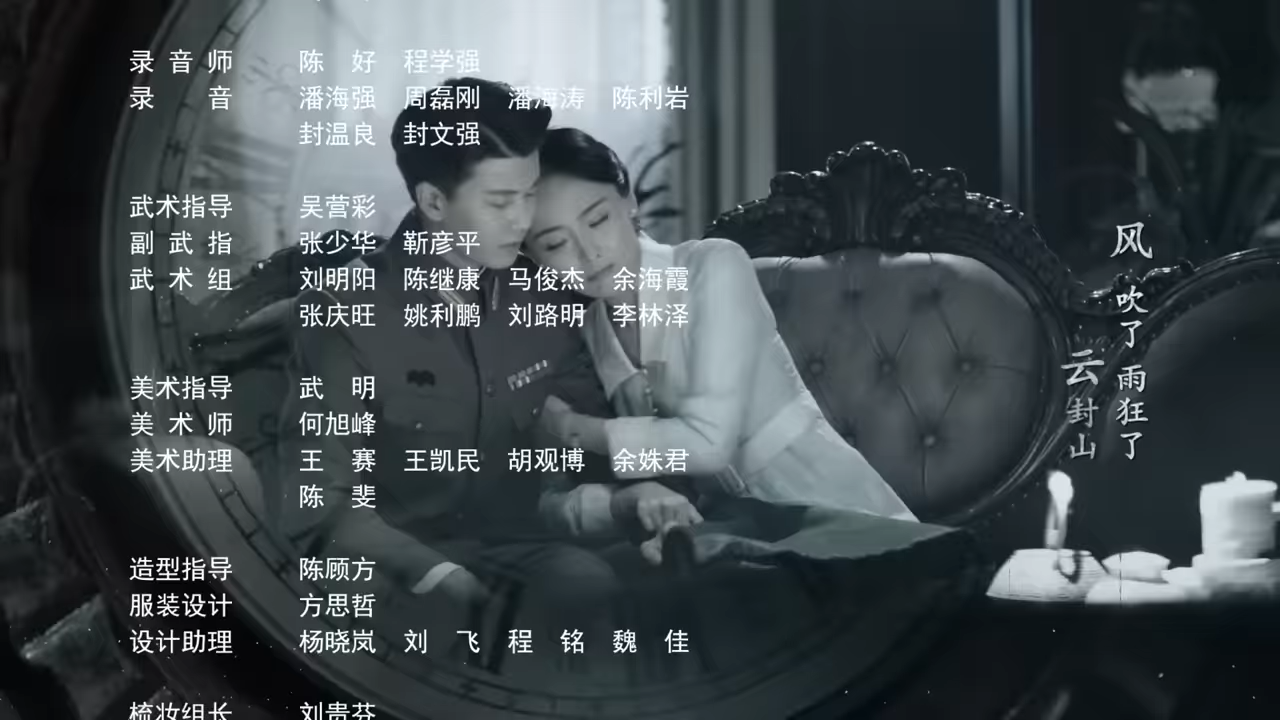 录音师 陈好 程学强
录音 潘海强 周磊刚 潘海涛 陈利岩
封温良 封文强
武术指导 吴营彩
副武指 张少华 靳彦平
武术组 刘明阳 陈继康 马俊杰 余海霞
张庆旺 姚利鹏 刘路明 李林泽
美术指导 武明
美术师 何旭峰
美术助理 王赛 王凯民 胡观博 余姝君
陈斐
造型指导 陈顾方
服装设计 方思哲
设计助理 杨晓岚 刘飞 程铭 魏佳
梳妆组长 刘贵芬
风吹了雨狂了
云封山